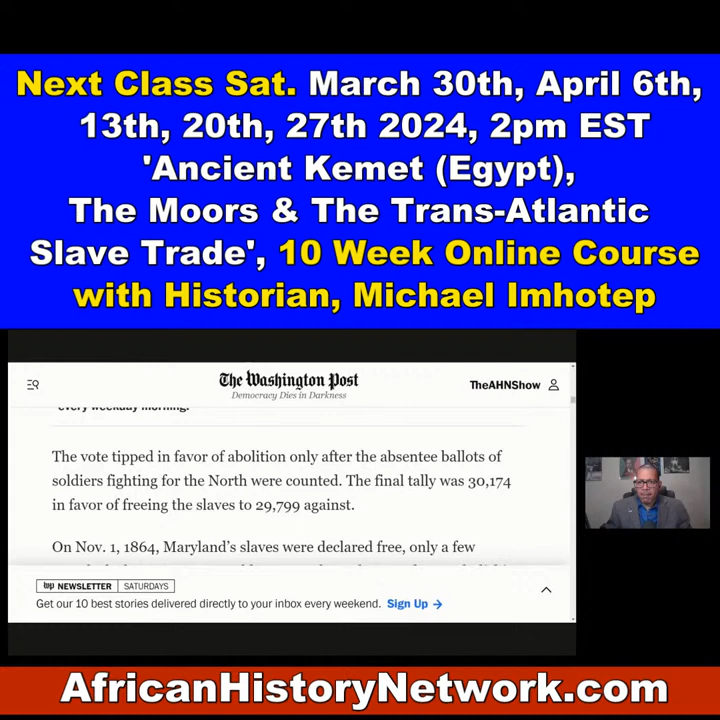 Next Class Sat. March 30th, April 6th,
13th, 20th, 27th 2024, 2pm EST
'Ancient Kemet (Egypt),
The Moors & The Trans-Atlantic
Slave Trade', 10 Week Online Course
with Historian, Michael Imhotep
The Washington Post
Democracy Dies in Darkness
TheAHNShow
every weekday morning.
The vote tipped in favor of abolition only after the absentee ballots of
soldiers fighting for the North were counted. The final tally was 30,174
in favor of freeing the slaves to 29,799 against.
On Nov. 1, 1864, Maryland's slaves were declared free, only a few
wp NEWSLETTER SATURDAYS
Get our 10 best stories delivered directly to your inbox every weekend. Sign Up →
AfricanHistoryNetwork.com